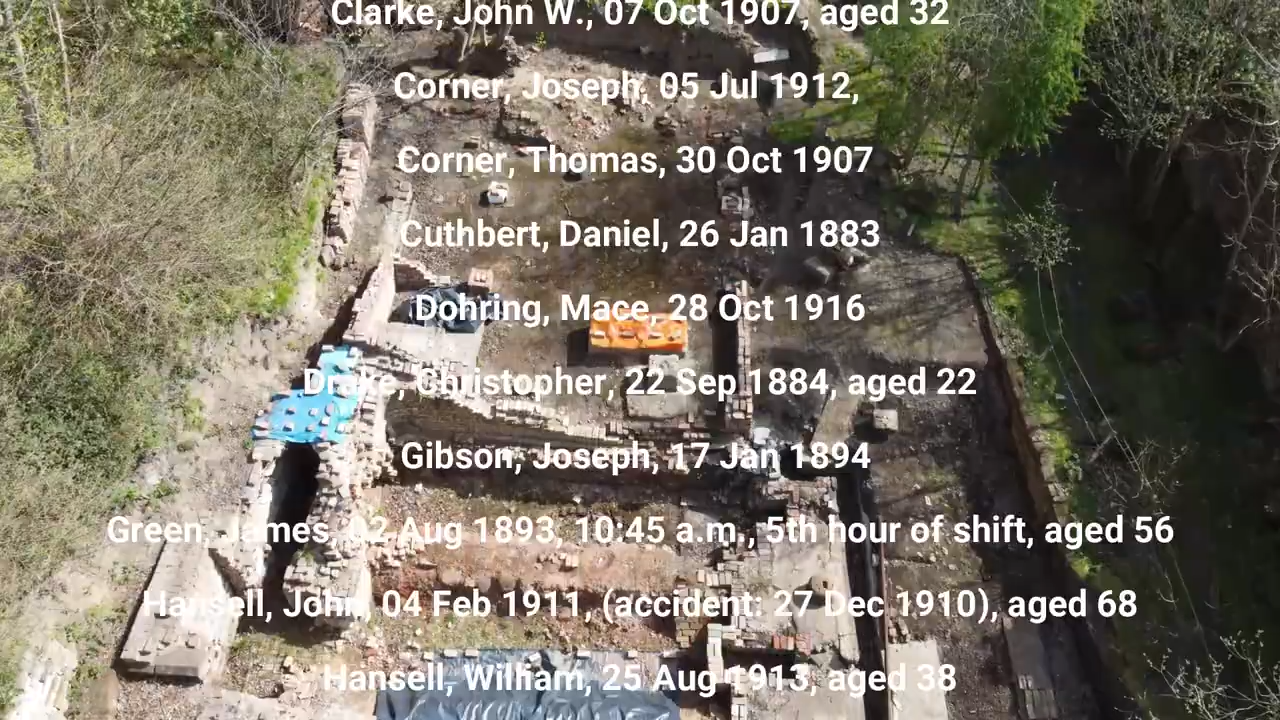 Clarke, John W., 07 Oct 1907, aged 32
Corner, Joseph, 05 Jul 1912,
Corner, Thomas, 30 Oct 1907
Cuthbert, Daniel, 26 Jan 1883
Dohring, Mace, 28 Oct 1916
Drake, Christopher, 22 Sep 1884, aged 22
Gibson, Joseph, 17 Jan 1894
Green, James, 02 Aug 1893, 10:45 a.m., 5th hour of shift, aged 56
Hansell, John, 04 Feb 1911, (accident: 27 Dec 1910), aged 68
Hansell, William, 25 Aug 1913, aged 38